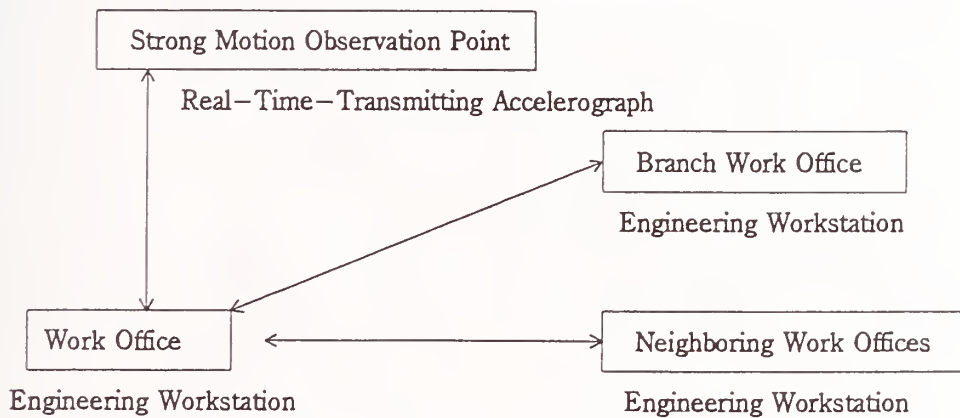 Strong Motion Observation Point
Real-Time-Transmitting Accelerograph
Branch Work Office
Engineering Workstation
Work Office
Engineering Workstation
Neighboring Work Offices
Engineering Workstation